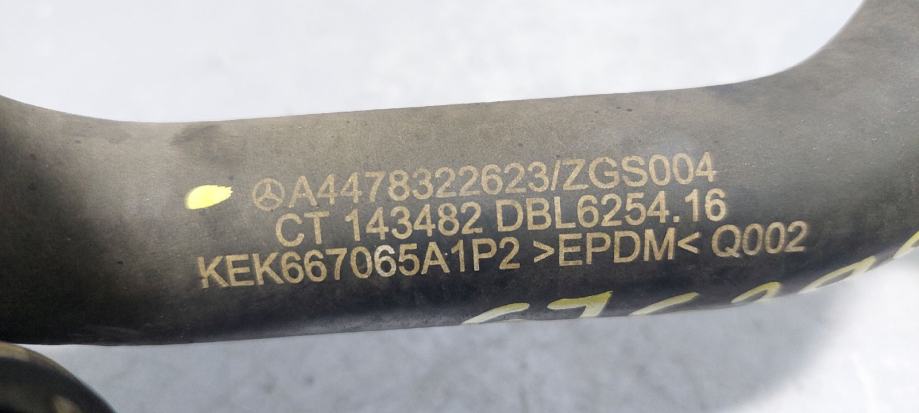 A4478322623/ZGS004
CT 143482 DBL6254.16
KEK667065A1P2 >EPDM< Q002